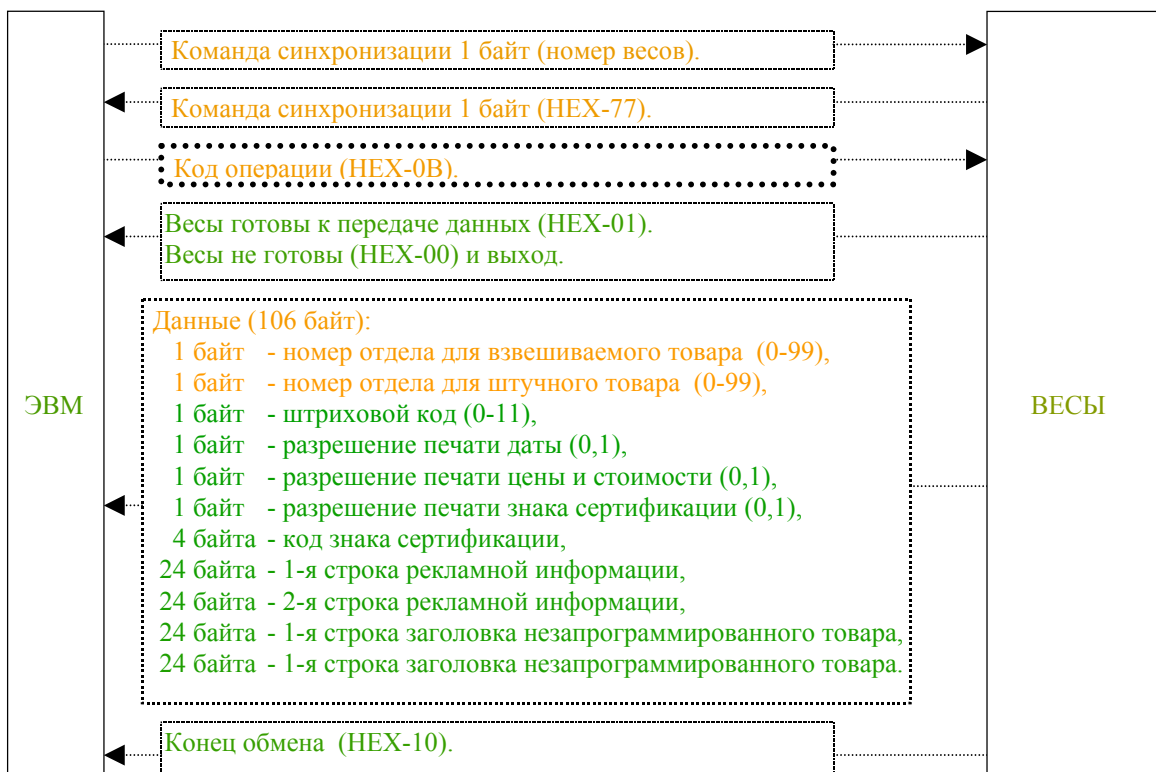 Команда синхронизации 1 байт (номер весов).
Команда синхронизации 1 байт (HEX-77).
Код операции (HEX-0B).
Весы готовы к передаче данных (HEX-01).
Весы не готовы (HEX-00) и выход.
Данные (106 байт):
1 байт - номер отдела для взвешиваемого товара (0-99),
1 байт - номер отдела для штучного товара (0-99),
1 байт - штриховой код (0-11),
1 байт - разрешение печати даты (0,1),
1 байт - разрешение печати цены и стоимости (0,1),
1 байт - разрешение печати знака сертификации (0,1),
4 байта - код знака сертификации,
24 байта - 1-я строка рекламной информации,
24 байта - 2-я строка рекламной информации,
24 байта - 1-я строка заголовка незапрограммированного товара,
24 байта - 1-я строка заголовка незапрограммированного товара.
ЭВМ
ВЕСЫ
Конец обмена (HEX-10).